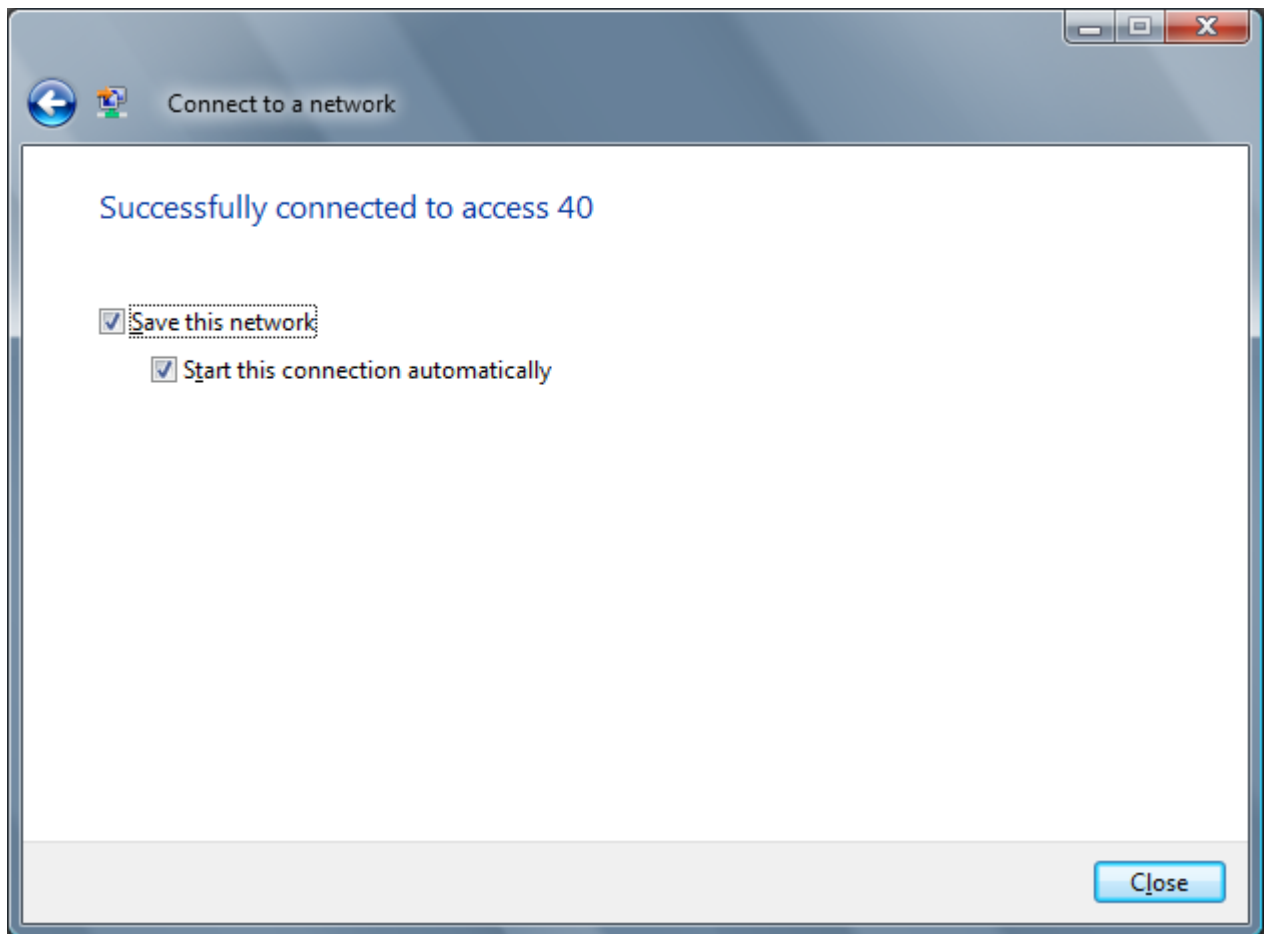 Connect to a network
Successfully connected to access 40
Save this network
Start this connection automatically
Close